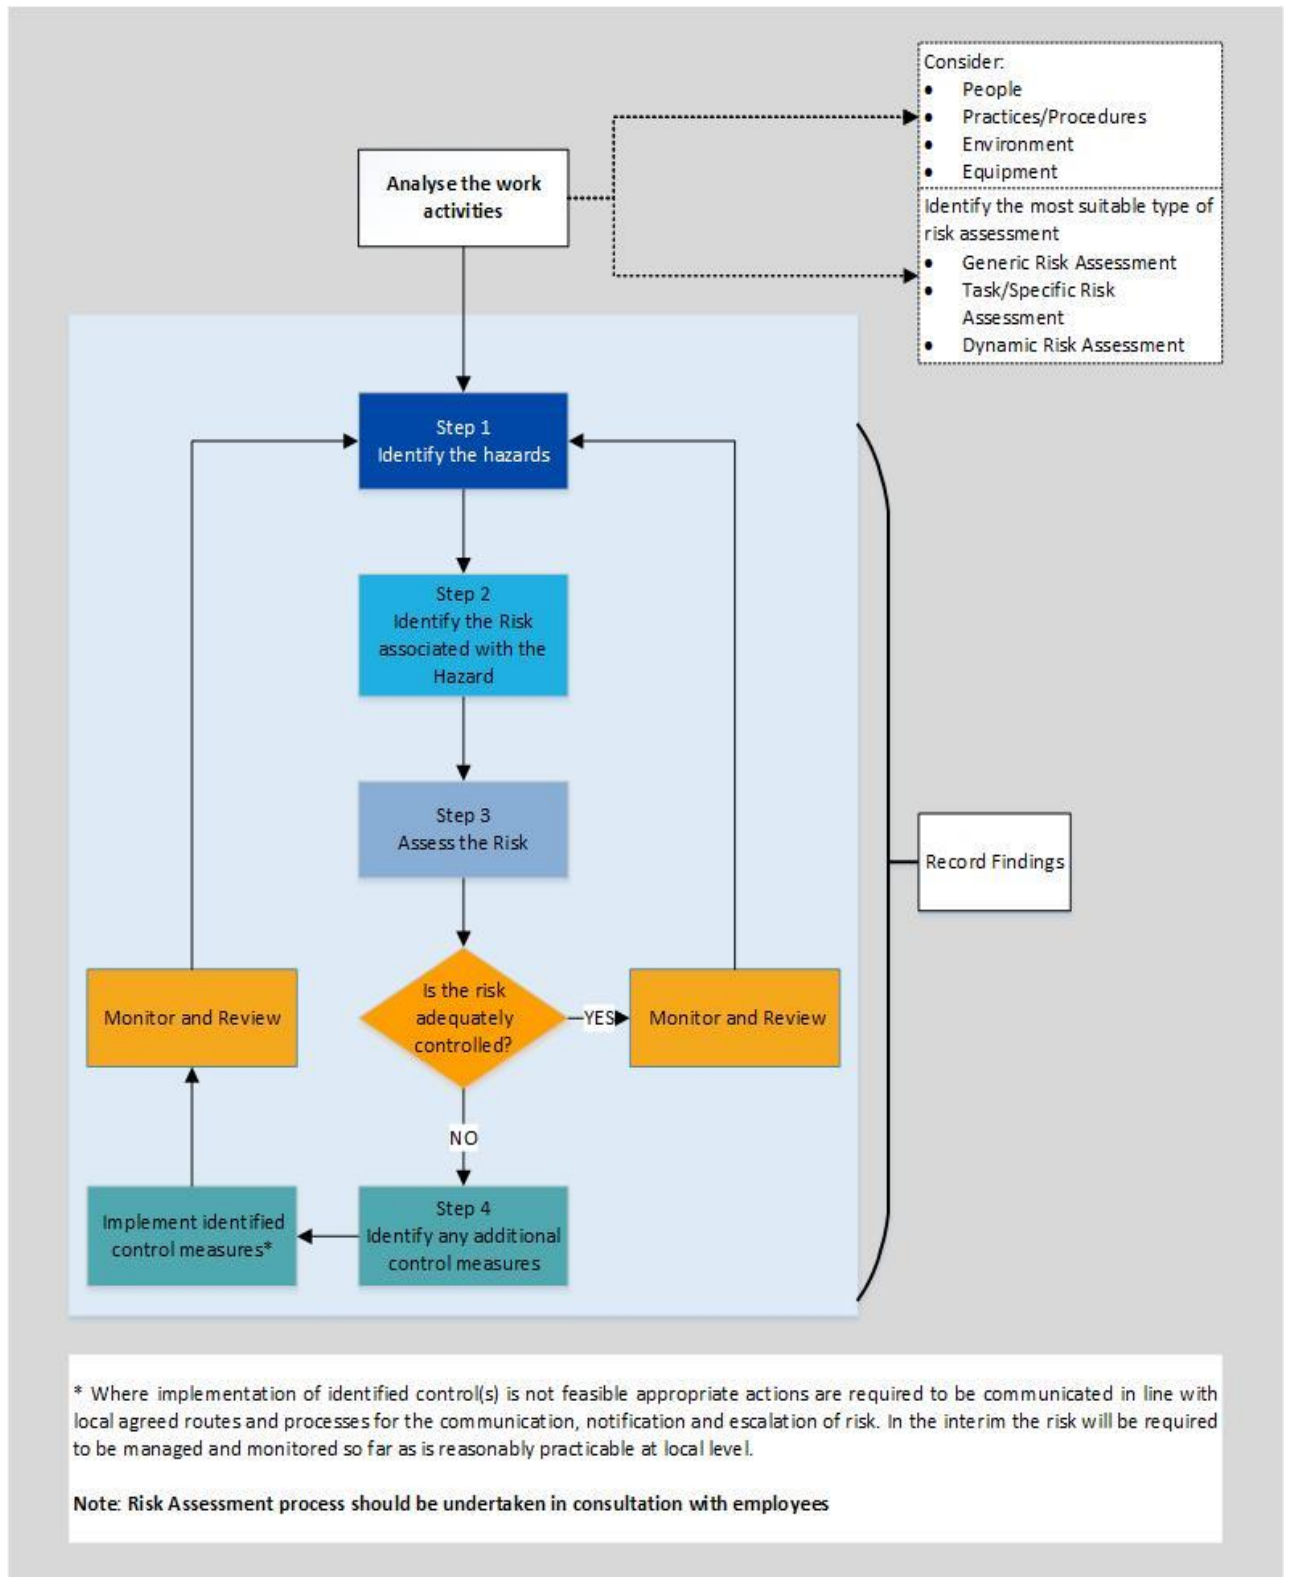 Consider:
• People
• Practices/Procedures
• Environment
• Equipment
Analyse the work
activities
Identify the most suitable type of
risk assessment
• Generic Risk Assessment
• Task/Specific Risk
Assessment
• Dynamic Risk Assessment
Step 1
Identify the hazards
Step 2
Identify the Risk
associated with the
Hazard
Step 3
Assess the Risk
Record Findings
Monitor and Review
Is the risk
adequately
controlled?
YES
Monitor and Review
NO
Implement identified
control measures*
Step 4
Identify any additional
control measures
* Where implementation of identified control(s) is not feasible appropriate actions are required to be communicated in line with
local agreed routes and processes for the communication, notification and escalation of risk. In the interim the risk will be required
to be managed and monitored so far as is reasonably practicable at local level.
Note: Risk Assessment process should be undertaken in consultation with employees